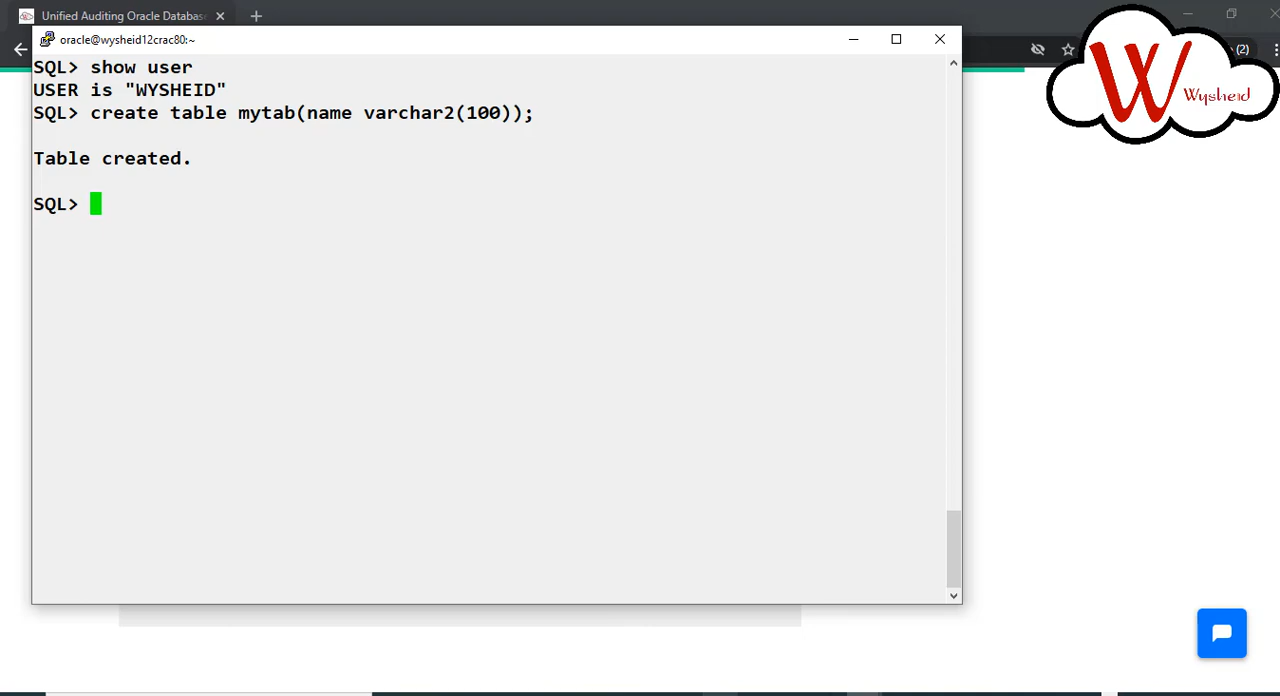 Unified Auditing Oracle Databas
oracle@wysheid12crac80:~
(2)
W Wysheid
SQL> show user
USER is "WYSHEID"
SQL> create table mytab(name varchar2(100));
Table created.
SQL>